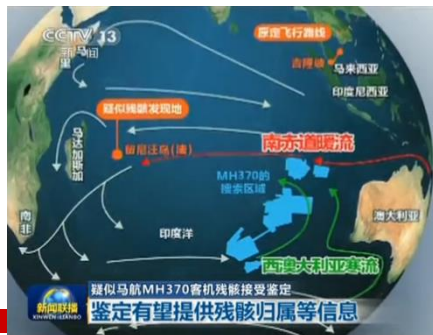 CCTV 13
索马里
原定飞行路线
吉隆坡
马来西亚
印度尼西亚
疑似残骸发现地
马达加斯加
留尼汪岛(法)
南赤道暖流
MH370的
搜索区域
南非
印度洋
澳大利亚
西澳大利亚寒流
新闻联播
XINWEN LIANBO
疑似马航MH370客机残骸接受鉴定
鉴定有望提供残骸归属等信息